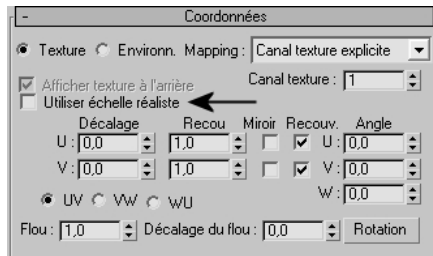 - Coordonnées
Texture Environn. Mapping : Canal texture explicite
Afficher texture à l'arrière Canal texture : 1
Utiliser échelle réaliste
Décalage Recou Miroir Recouv. Angle
U : 0,0 1,0 U : 0,0
V : 0,0 1,0 V : 0,0
UV VW WU W : 0,0
Flou : 1,0 Décalage du flou : 0,0 Rotation